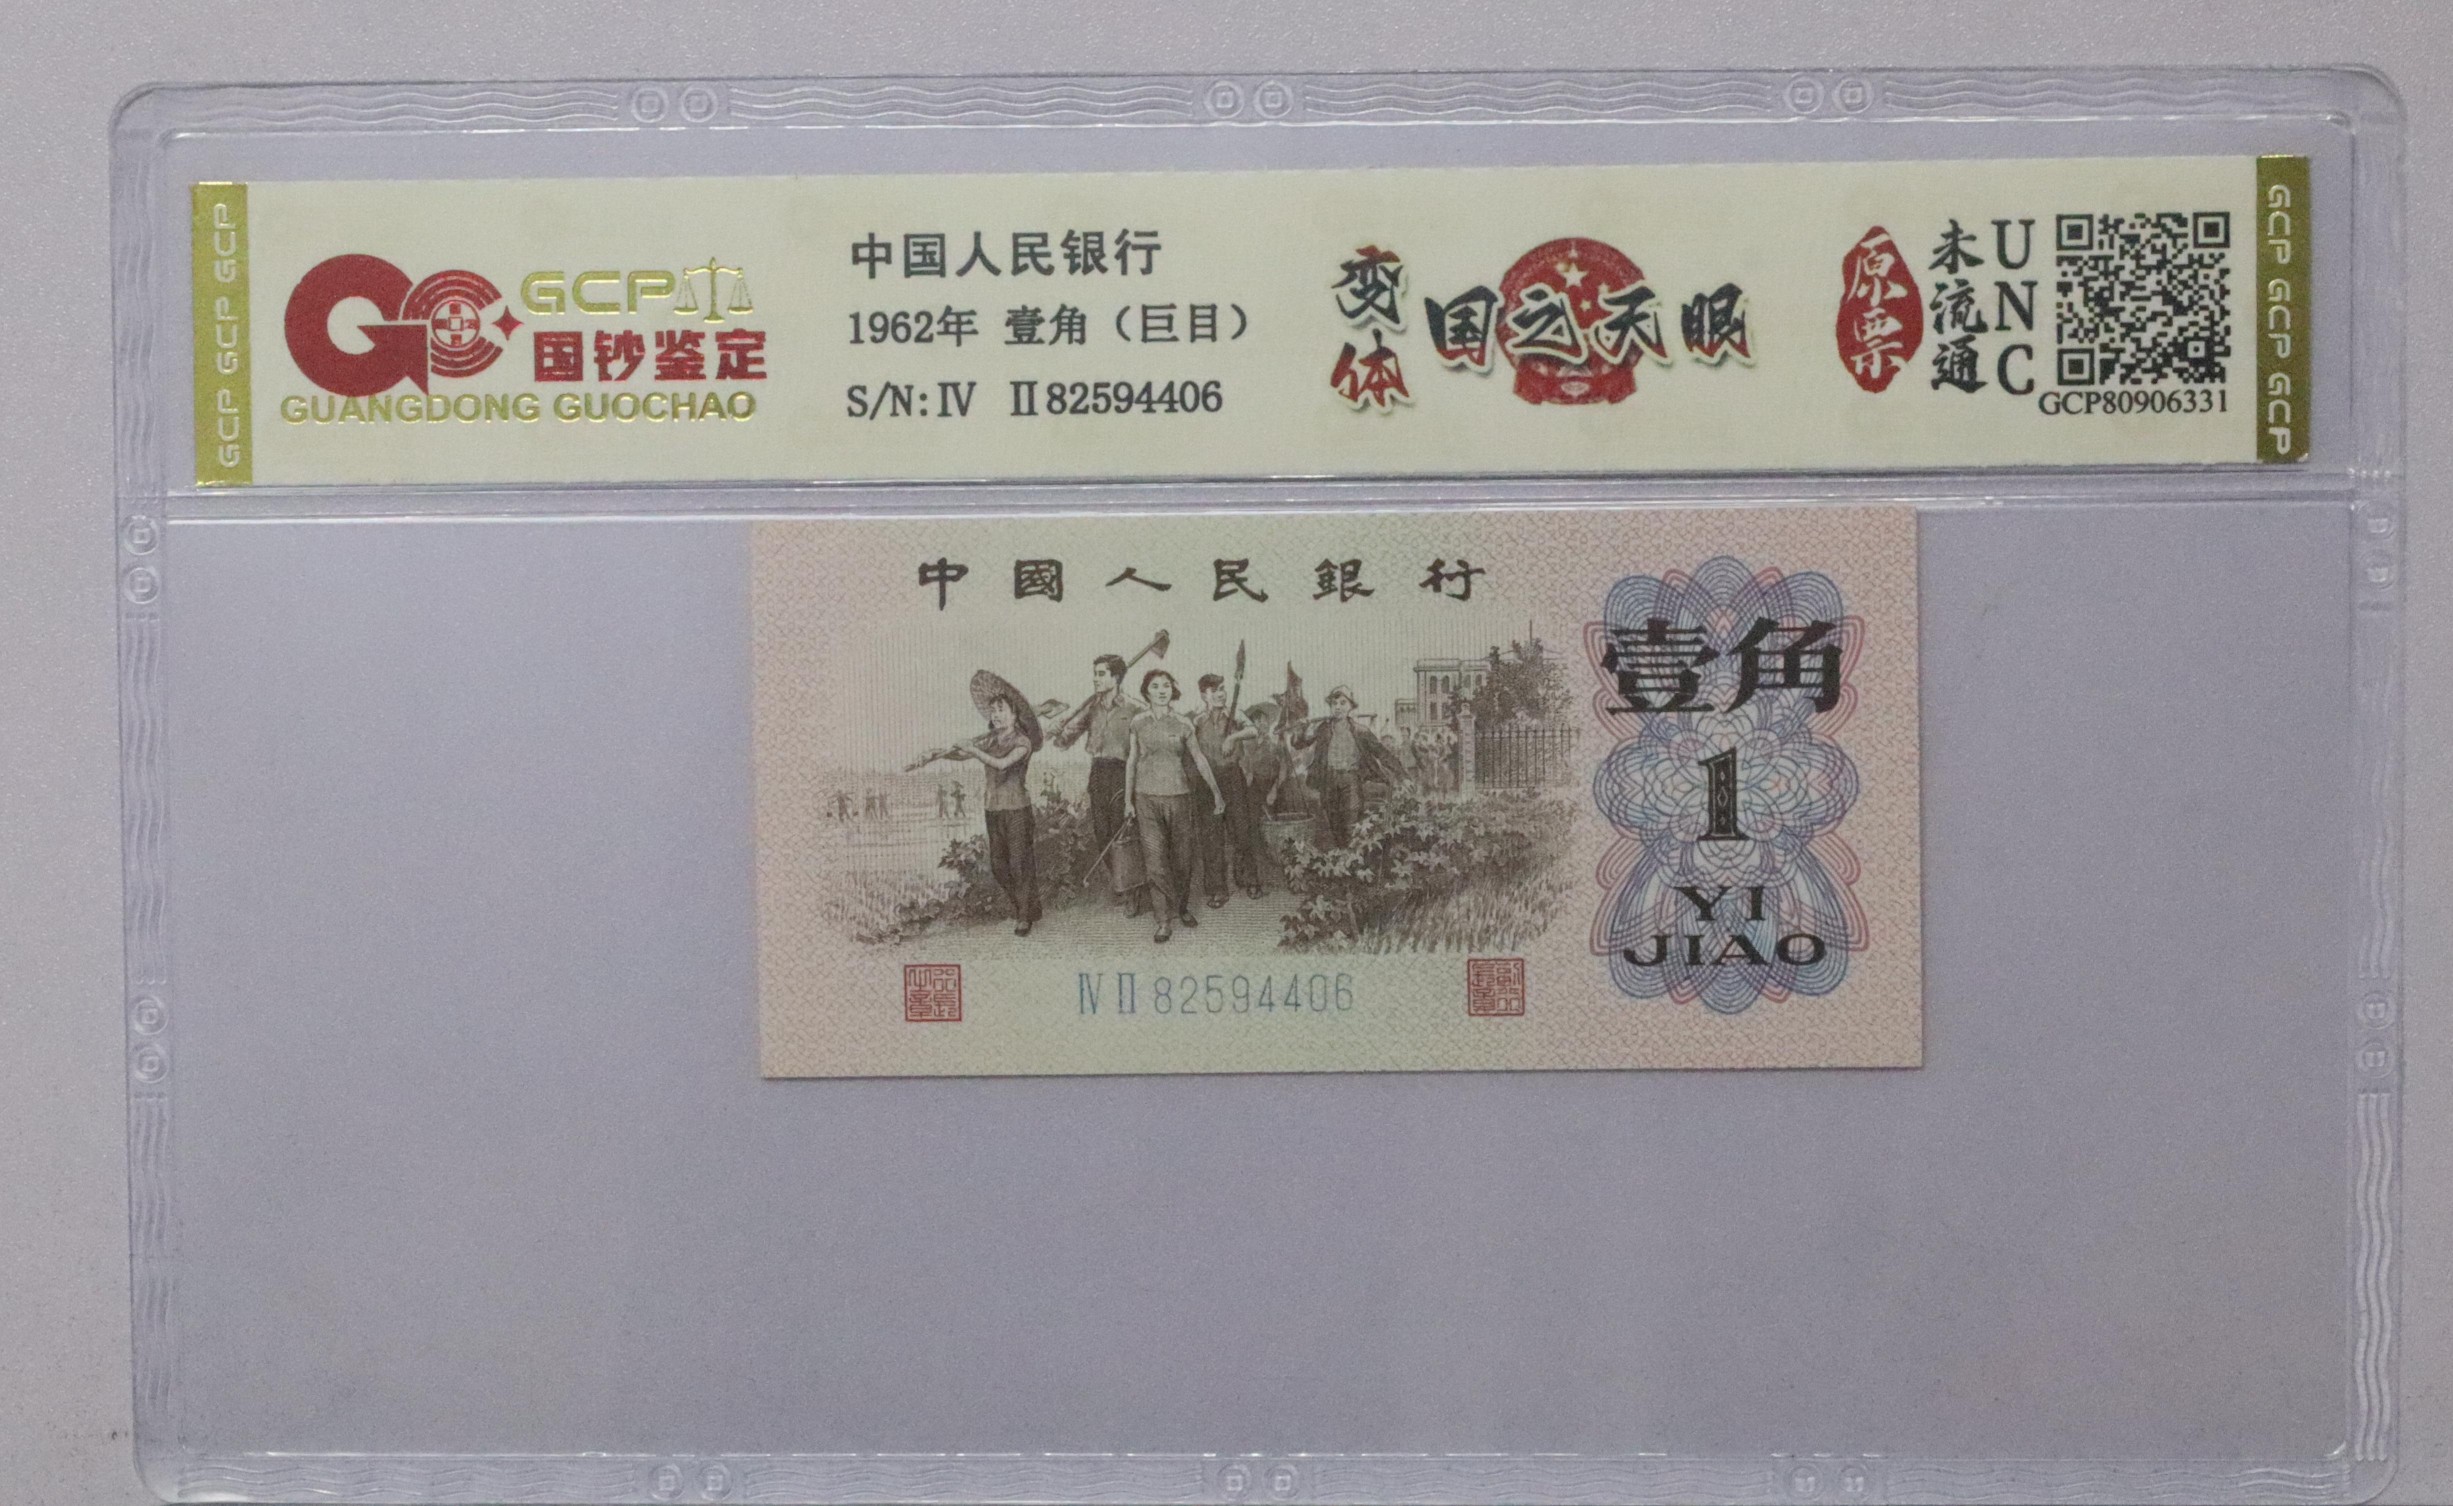 GCP GCP GCP
GCP
国钞鉴定
GUANGDONG GUOCHAO
中国人民银行
1962年 壹角（巨目）
S/N: IV II 82594406
变体
国之天眼
原票
未流通
UNC
GCP80906331
GCP GCP GCP
中國人民銀行
壹角
1
YI
JIAO
IV II 82594406